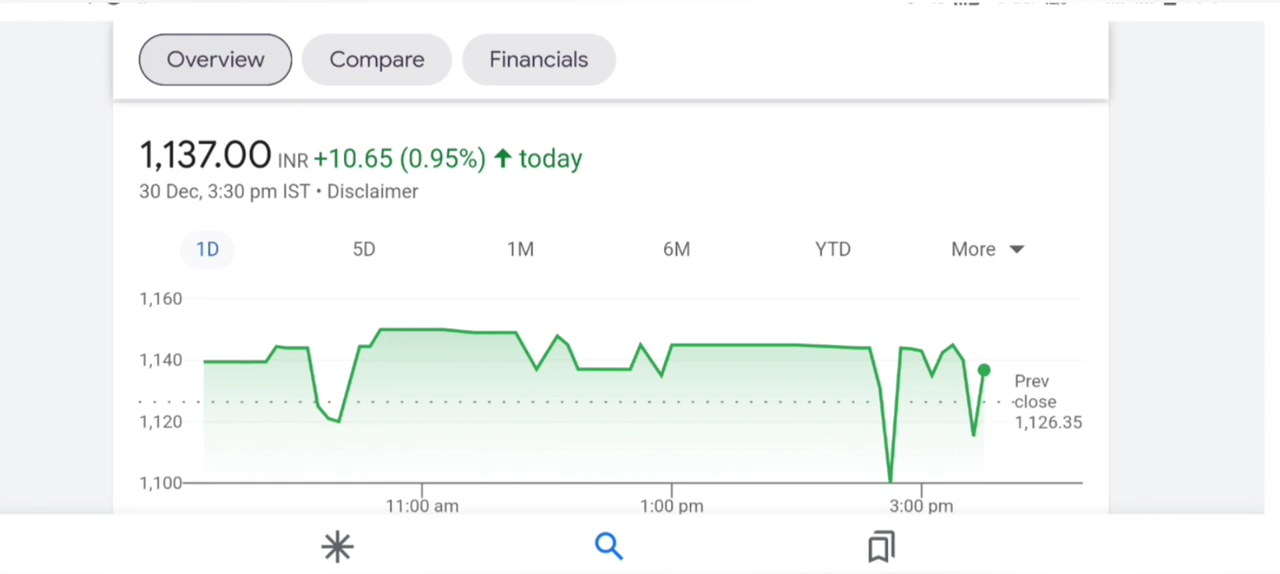 Overview Compare Financials
1,137.00 INR +10.65 (0.95%) ↑ today
30 Dec, 3:30 pm IST • Disclaimer
1D 5D 1M 6M YTD More
1,160
1,140
1,120
1,100
Prev
close
1,126.35
11:00 am 1:00 pm 3:00 pm